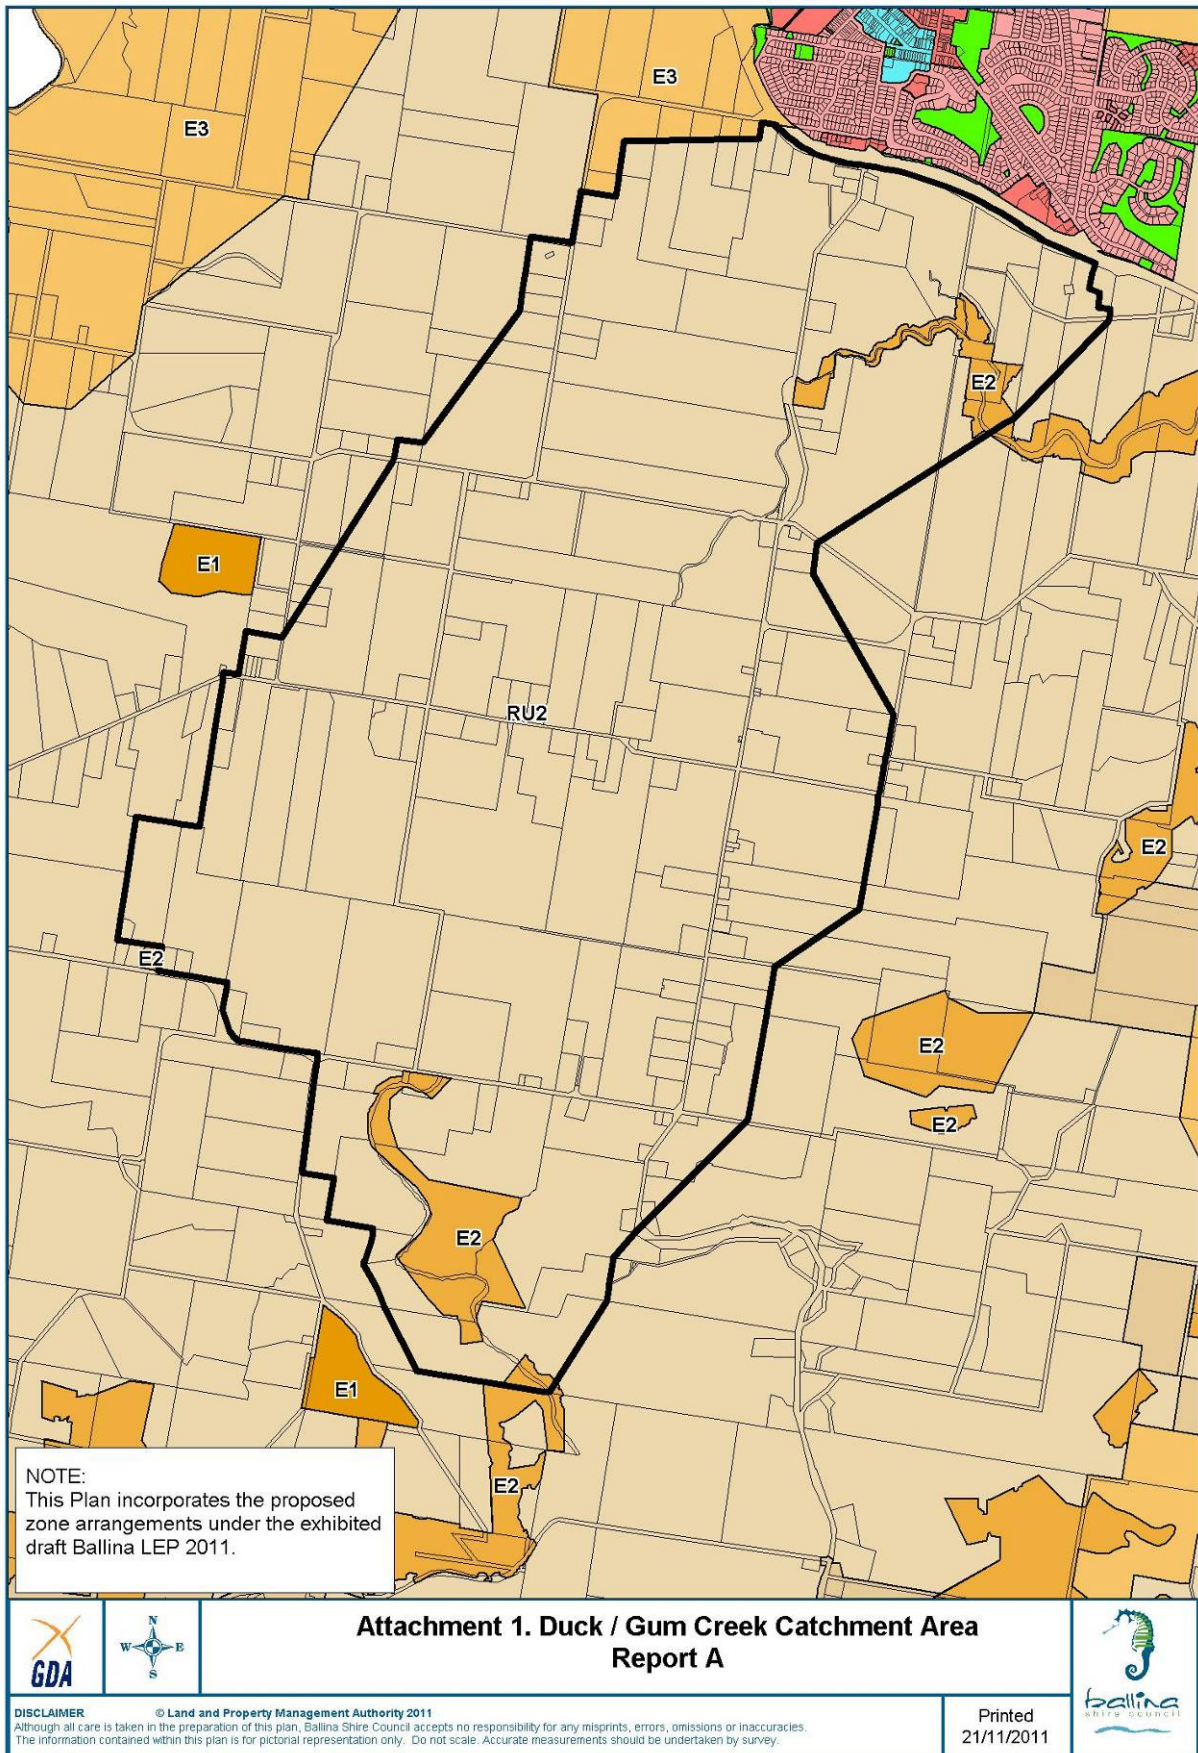 E3
E3
E2
E1
RU2
E2
E2
E2
E2
E2
E1
E2
NOTE:
This Plan incorporates the proposed
zone arrangements under the exhibited
draft Ballina LEP 2011.
GDA
N
W E
S
Attachment 1. Duck / Gum Creek Catchment Area
Report A
ballina
shire council
DISCLAIMER © Land and Property Management Authority 2011
Although all care is taken in the preparation of this plan, Ballina Shire Council accepts no responsibility for any misprints, errors, omissions or inaccuracies.
The information contained within this plan is for pictorial representation only. Do not scale. Accurate measurements should be undertaken by survey.
Printed
21/11/2011